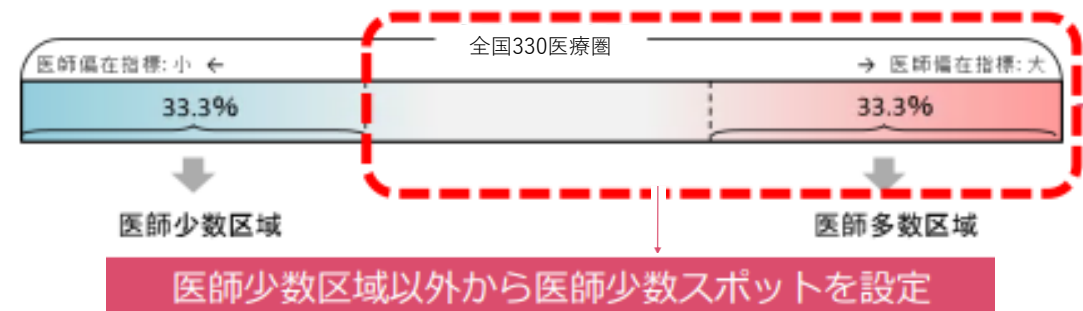 全国330医療圏
医師偏在指標:小 ←
→ 医師偏在指標:大
33.3%
33.3%
医師少数区域
医師多数区域
医師少数区域以外から医師少数スポットを設定